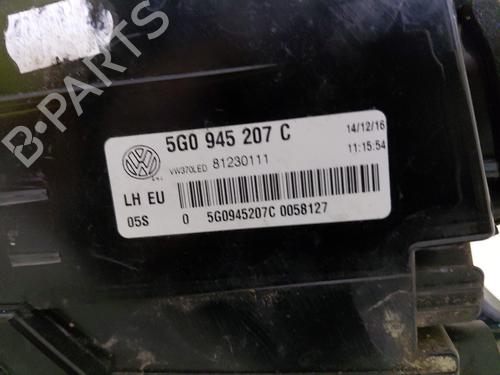 5G0 945 207 C
14/12/16
VW370LED 81230111
11:15:54
LH EU
05S 0 5G0945207C 0058127
B-PARTS